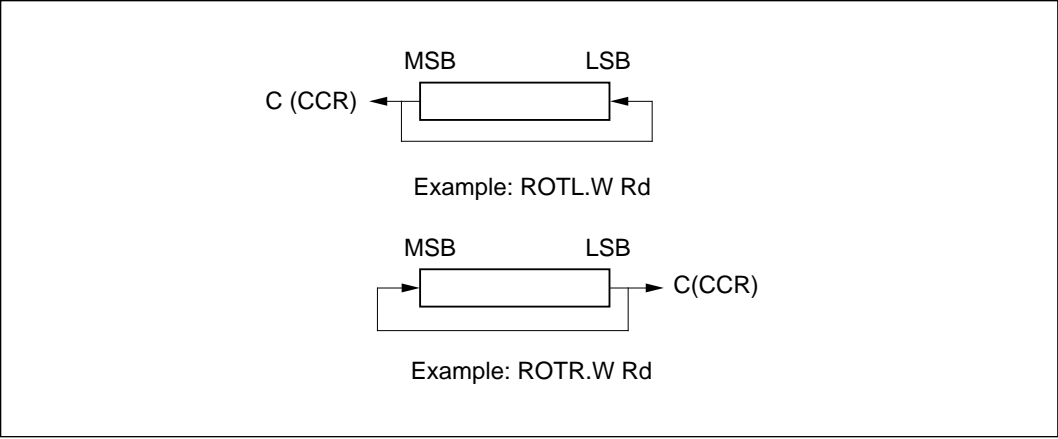 MSB LSB
C (CCR)
Example: ROTL.W Rd
MSB LSB
C(CCR)
Example: ROTR.W Rd